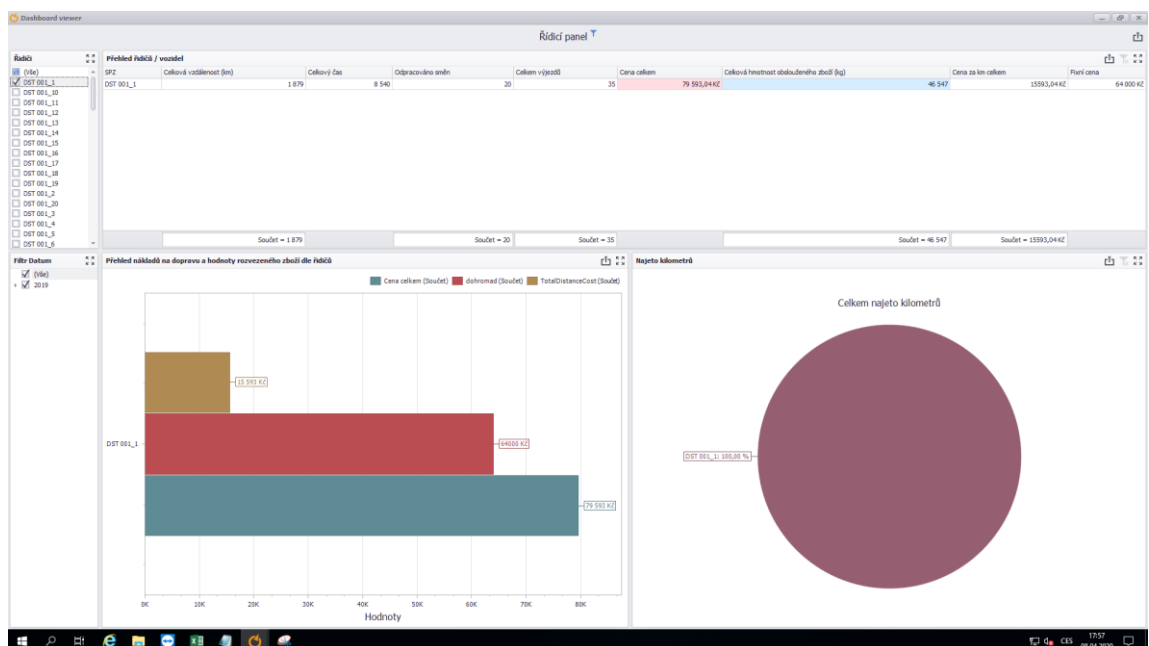 Dashboard viewer
Řídicí panel
Řidiči
(Vše)
DST 001_1
DST 001_10
DST 001_11
DST 001_12
DST 001_13
DST 001_14
DST 001_15
DST 001_16
DST 001_17
DST 001_18
DST 001_19
DST 001_2
DST 001_20
DST 001_3
DST 001_4
DST 001_5
DST 001_6
Přehled řidičů / vozidel
SPZ Celková vzdálenost (km) Celkový čas Odpracováno směn Celkem výjezdů Cena celkem Celková hmotnost obslouženého zboží (kg) Cena za km celkem Fixní cena
DST 001_1 1 879 8 540 20 35 79 593,04 Kč 46 547 15593,04 Kč 64 000 Kč
Součet = 1 879 Součet = 20 Součet = 35 Součet = 46 547 Součet = 15593,04 Kč
Filtr Datum
(Vše)
2019
Přehled nákladů na dopravu a hodnoty rozvezeného zboží dle řidičů
Cena celkem (Součet) dohromad (Součet) TotalDistanceCost (Součet)
15 593 Kč
DST 001_1
64000 Kč
79 593 Kč
0K 10K 20K 30K 40K 50K 60K 70K 80K
Hodnoty
Najeto kilometrů
Celkem najeto kilometrů
DST 001_1: 100,00 %
CES
17:57
08.04.2020